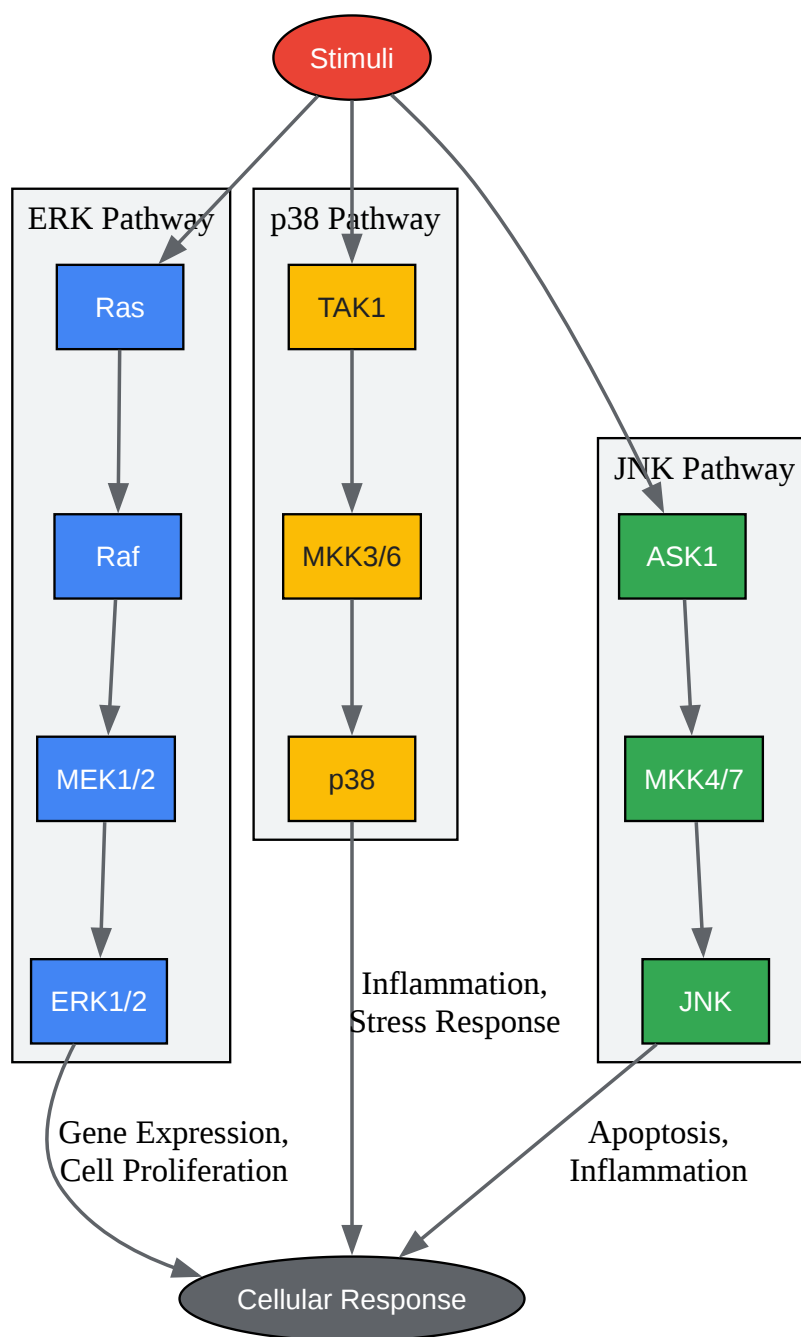 Stimuli
ERK Pathway
p38 Pathway
Ras
TAK1
JNK Pathway
Raf
MKK3/6
ASK1
MEK1/2
p38
MKK4/7
ERK1/2
Inflammation,
Stress Response
JNK
Gene Expression,
Cell Proliferation
Apoptosis,
Inflammation
Cellular Response